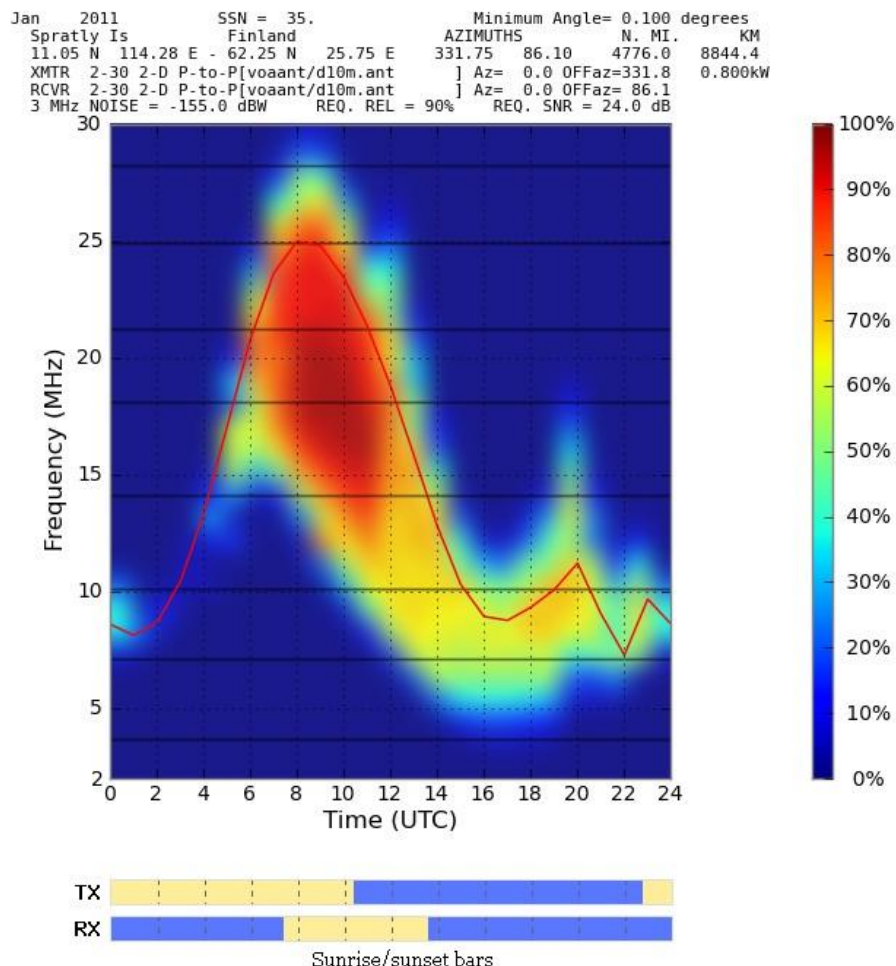 Jan 2011 SSN = 35. Minimum Angle= 0.100 degrees
Spratly Is Finland AZIMUTHS N. MI. KM
11.05 N 114.28 E - 62.25 N 25.75 E 331.75 86.10 4776.0 8844.4
XMTR 2-30 2-D P-to-P[voaant/d10m.ant ] Az= 0.0 OFFaz=331.8 0.800kW
RCVR 2-30 2-D P-to-P[voaant/d10m.ant ] Az= 0.0 OFFaz= 86.1
3 MHz NOISE = -155.0 dBW REQ. REL = 90% REQ. SNR = 24.0 dB
30
25
20
15
10
5
2
Frequency (MHz)
0 2 4 6 8 10 12 14 16 18 20 22 24
Time (UTC)
100%
90%
80%
70%
60%
50%
40%
30%
20%
10%
0%
TX
RX
Sunrise/sunset bars